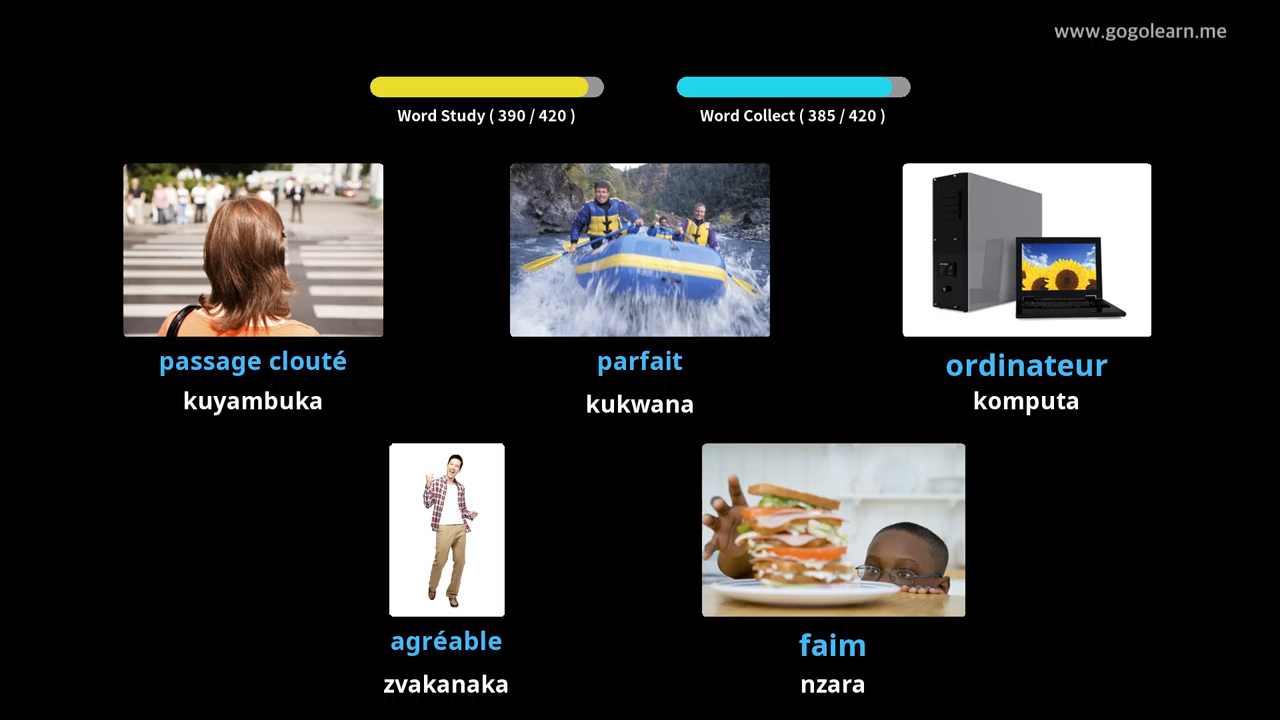 www.gogolearn.me
Word Study ( 390 / 420 )
Word Collect ( 385 / 420 )
passage clouté
kuyambuka
parfait
kukwana
ordinateur
komputa
agréable
zvakanaka
faim
nzara